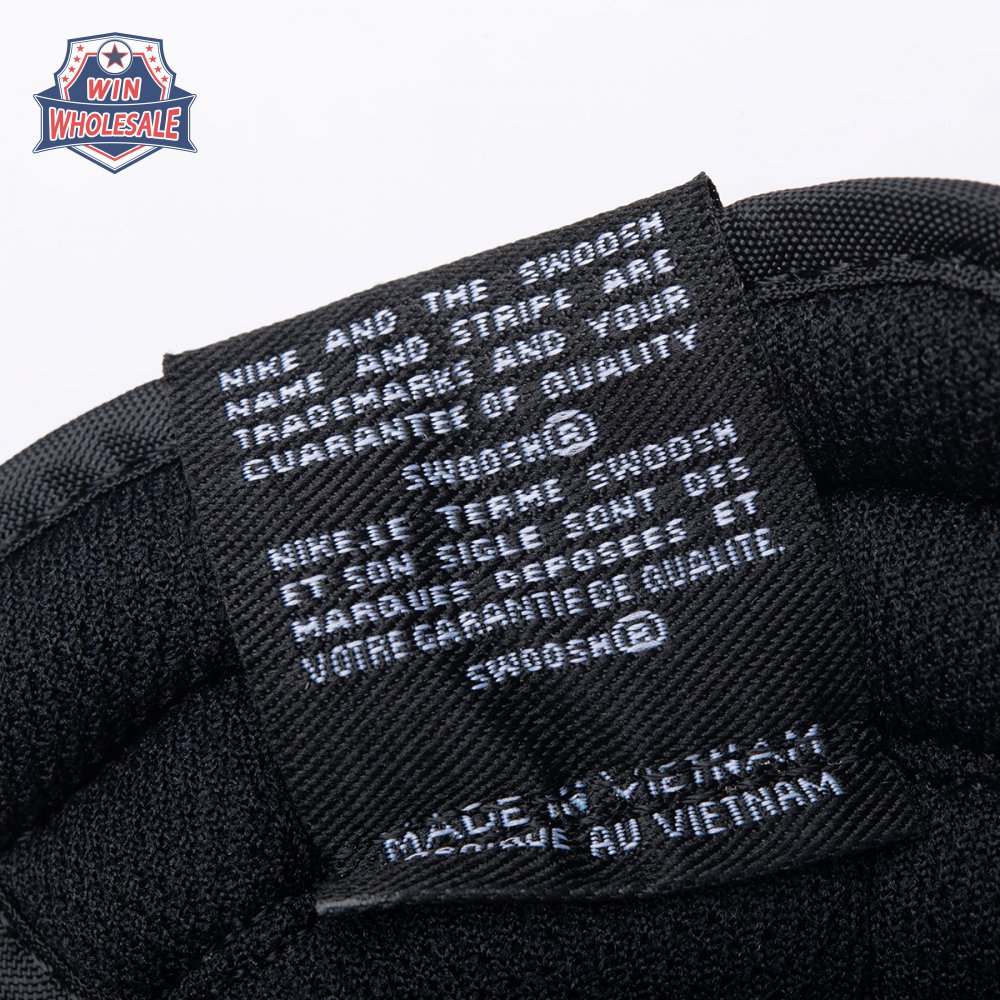 WIN
WHOLESALE
NIKE AND THE SWOOSH
NAME AND STRIPE ARE
TRADEMARKS AND YOUR
GUARANTEE OF QUALITY
SWOOSH®
NIKE.LE TERME SWOOSH
ET SON SIGLE SONT DES
MARQUES DEPOSEES ET
VOTRE GARANTIE DE QUALITE.
SWOOSH®
MADE IN VIETNAM
AU VIETNAM